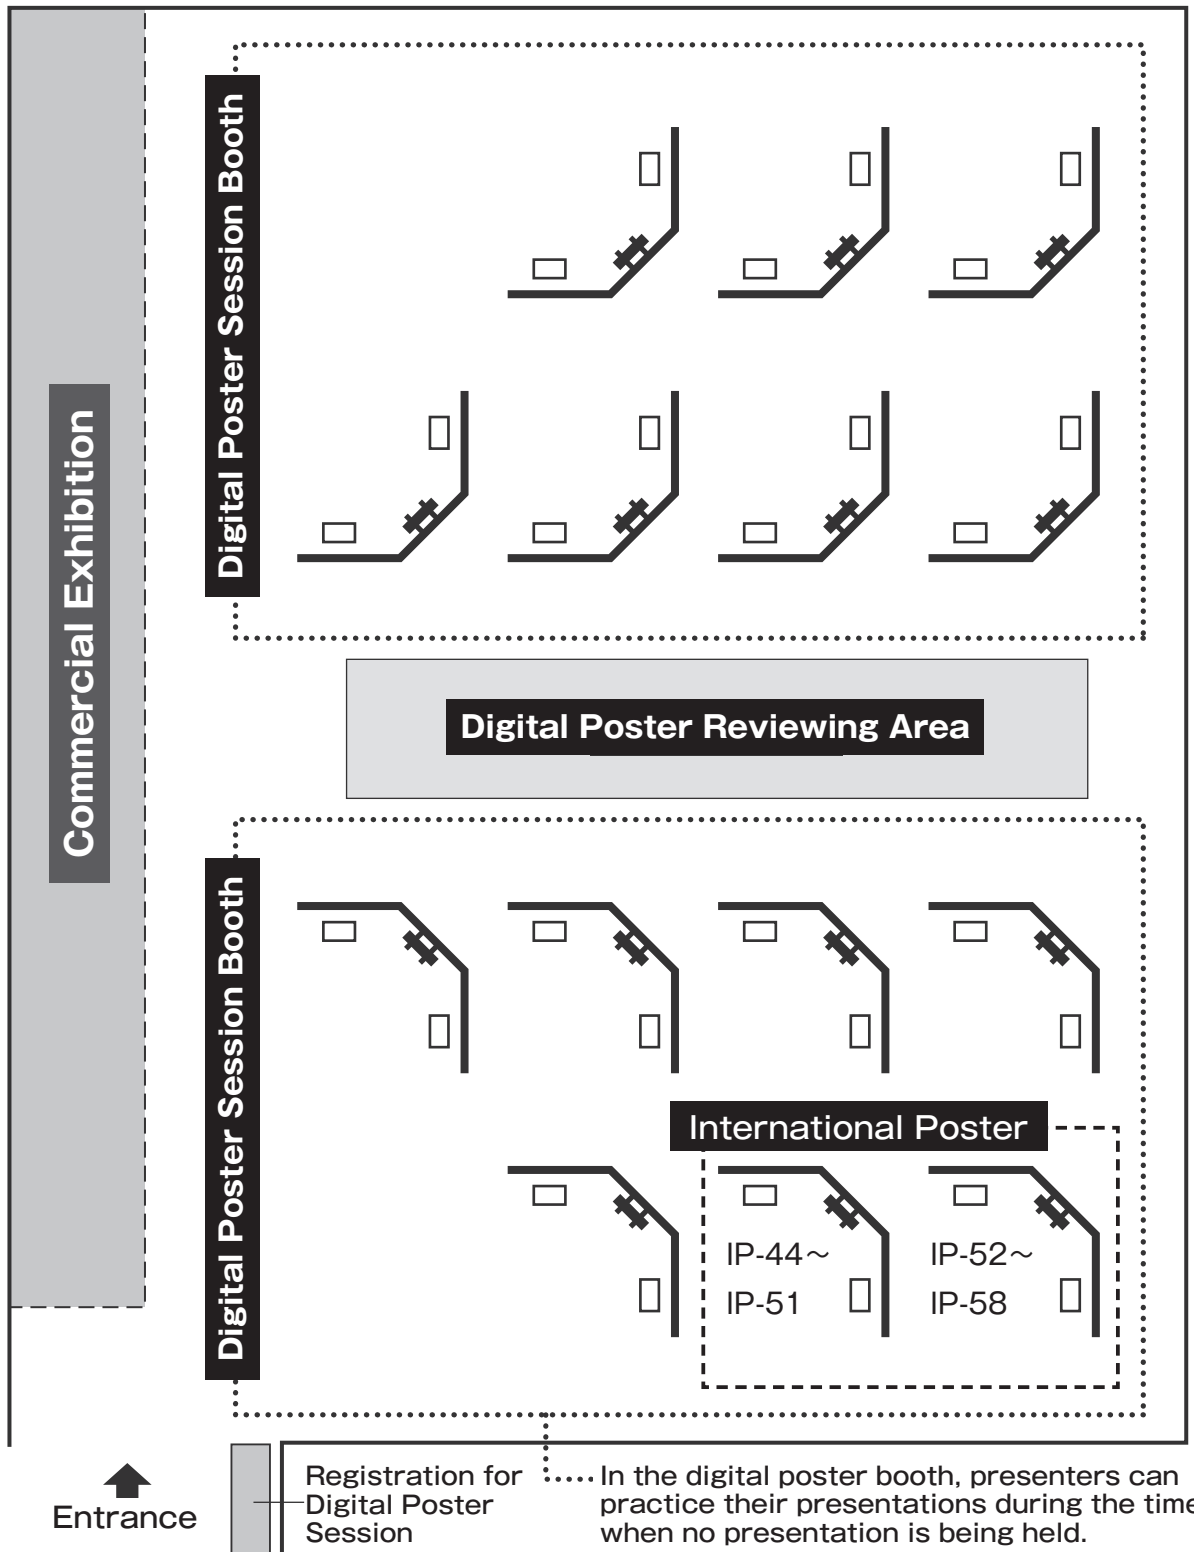 Commercial Exhibition
Digital Poster Session Booth
Digital Poster Reviewing Area
Digital Poster Session Booth
International Poster
IP-44～
IP-51
IP-52～
IP-58
Entrance
Registration for
Digital Poster
Session
In the digital poster booth, presenters can
practice their presentations during the time
when no presentation is being held.